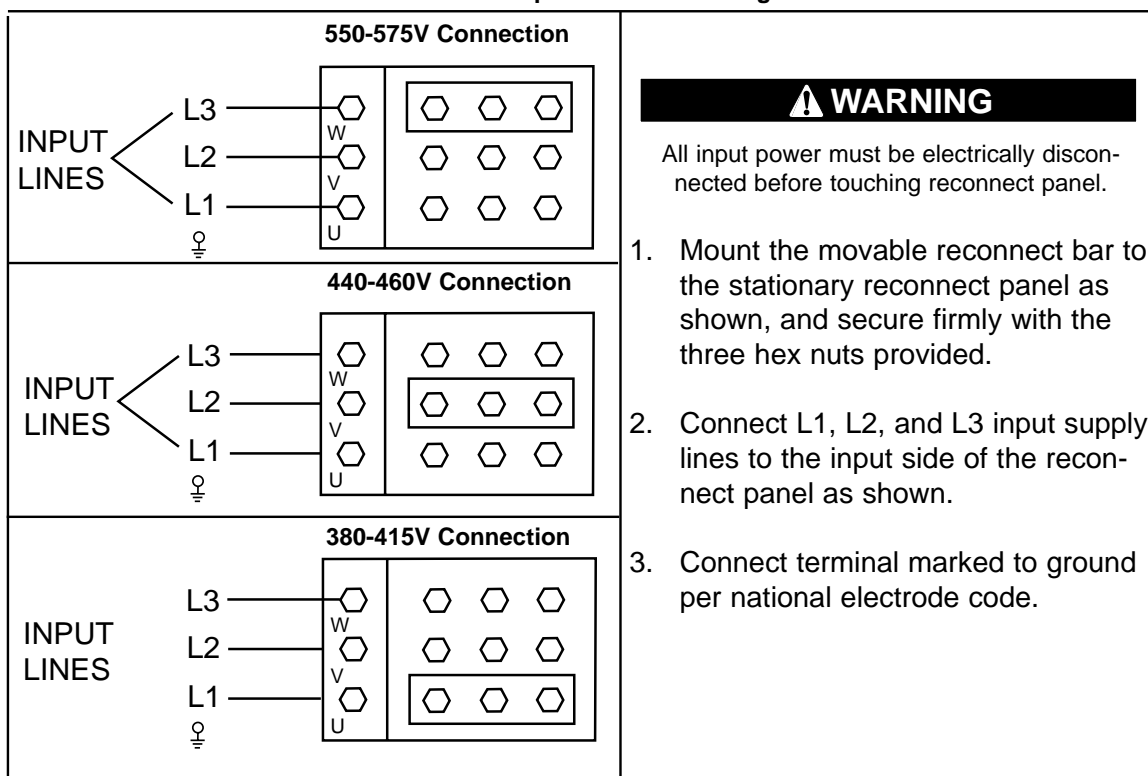 550-575V Connection
INPUT
LINES
L3
L2
L1
W
V
U
440-460V Connection
INPUT
LINES
L3
L2
L1
W
V
U
380-415V Connection
INPUT
LINES
L3
L2
L1
W
V
U
WARNING
All input power must be electrically discon-
nected before touching reconnect panel.
1. Mount the movable reconnect bar to
the stationary reconnect panel as
shown, and secure firmly with the
three hex nuts provided.
2. Connect L1, L2, and L3 input supply
lines to the input side of the recon-
nect panel as shown.
3. Connect terminal marked to ground
per national electrode code.